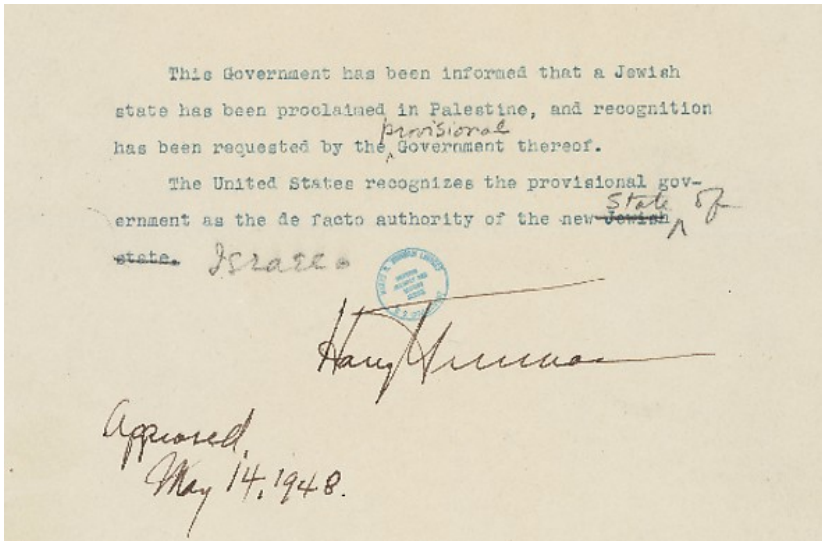 This Government has been informed that a Jewish
state has been proclaimed in Palestine, and recognition
provisional
has been requested by the Government thereof.
The United States recognizes the provisional gov-
State of
ernment as the de facto authority of the new Jewish
state. Israel.
Harry Truman
Approved,
May 14, 1948.